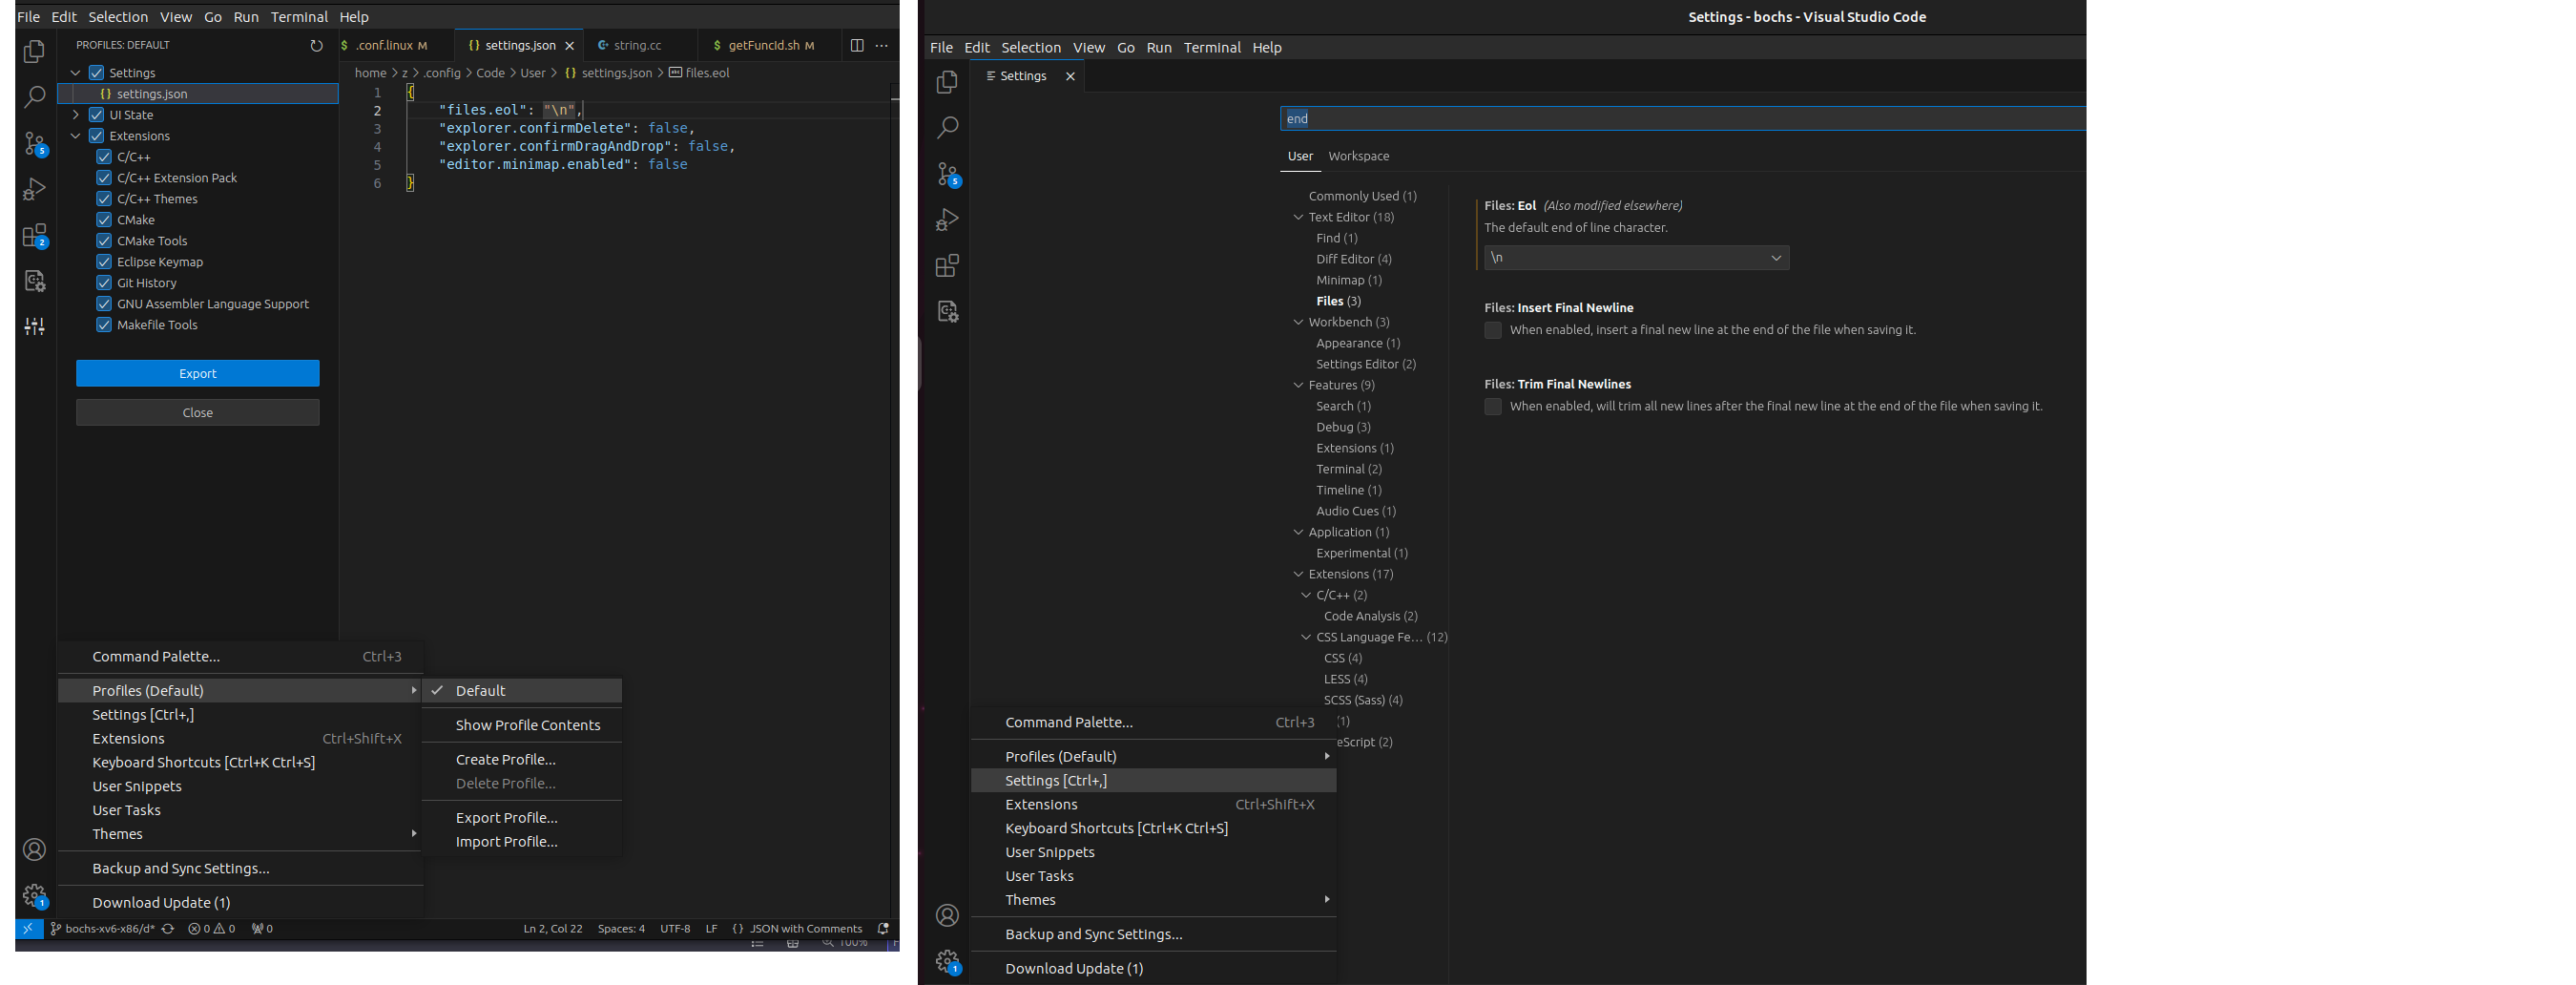 File Edit Selection View Go Run Terminal Help
PROFILES: DEFAULT
Settings
settings.json
UI State
Extensions
C/C++
C/C++ Extension Pack
C/C++ Themes
CMake
CMake Tools
Eclipse Keymap
Git History
GNU Assembler Language Support
Makefile Tools
Export
Close
5
2
$ .conf.linux M {} settings.json string.cc $ getFuncId.sh M
home > z > .config > Code > User > {} settings.json > files.eol
1 {
2 "files.eol": "\n",
3 "explorer.confirmDelete": false,
4 "explorer.confirmDragAndDrop": false,
5 "editor.minimap.enabled": false
6 }
Command Palette... Ctrl+3
Profiles (Default)
Settings [Ctrl+,]
Extensions Ctrl+Shift+X
Keyboard Shortcuts [Ctrl+K Ctrl+S]
User Snippets
User Tasks
Themes
Backup and Sync Settings...
Download Update (1)
Default
Show Profile Contents
Create Profile...
Delete Profile...
Export Profile...
Import Profile...
1
bochs-xv6-x86/d* 0 0 0 Ln 2, Col 22 Spaces: 4 UTF-8 LF {} JSON with Comments
100%
Settings - bochs - Visual Studio Code
File Edit Selection View Go Run Terminal Help
Settings
end
User Workspace
5
Commonly Used (1)
Text Editor (18)
Find (1)
Diff Editor (4)
Minimap (1)
Files (3)
Workbench (3)
Appearance (1)
Settings Editor (2)
Features (9)
Search (1)
Debug (3)
Extensions (1)
Terminal (2)
Timeline (1)
Audio Cues (1)
Application (1)
Experimental (1)
Extensions (17)
C/C++ (2)
Code Analysis (2)
CSS Language Fe... (12)
CSS (4)
LESS (4)
SCSS (Sass) (4)
(1)
eScript (2)
Files: Eol (Also modified elsewhere)
The default end of line character.
\n
Files: Insert Final Newline
When enabled, insert a final new line at the end of the file when saving it.
Files: Trim Final Newlines
When enabled, will trim all new lines after the final new line at the end of the file when saving it.
Command Palette... Ctrl+3
Profiles (Default)
Settings [Ctrl+,]
Extensions Ctrl+Shift+X
Keyboard Shortcuts [Ctrl+K Ctrl+S]
User Snippets
User Tasks
Themes
Backup and Sync Settings...
Download Update (1)
1